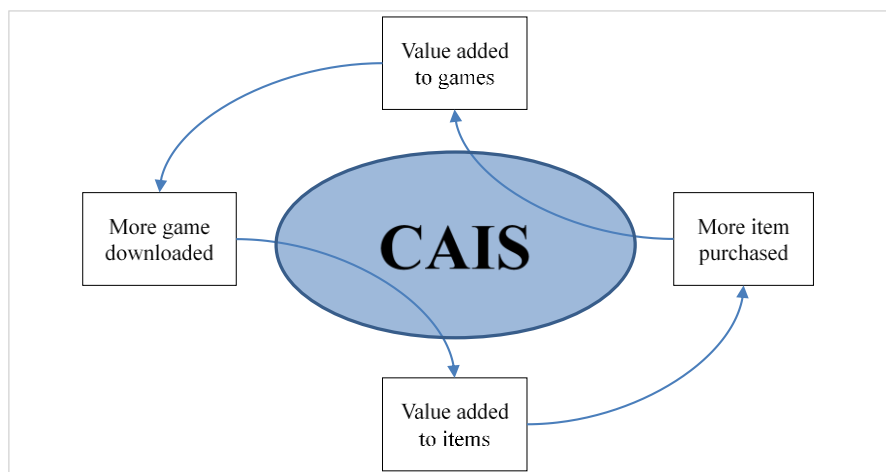 Value added
to games
More game
downloaded
CAIS
More item
purchased
Value added
to items